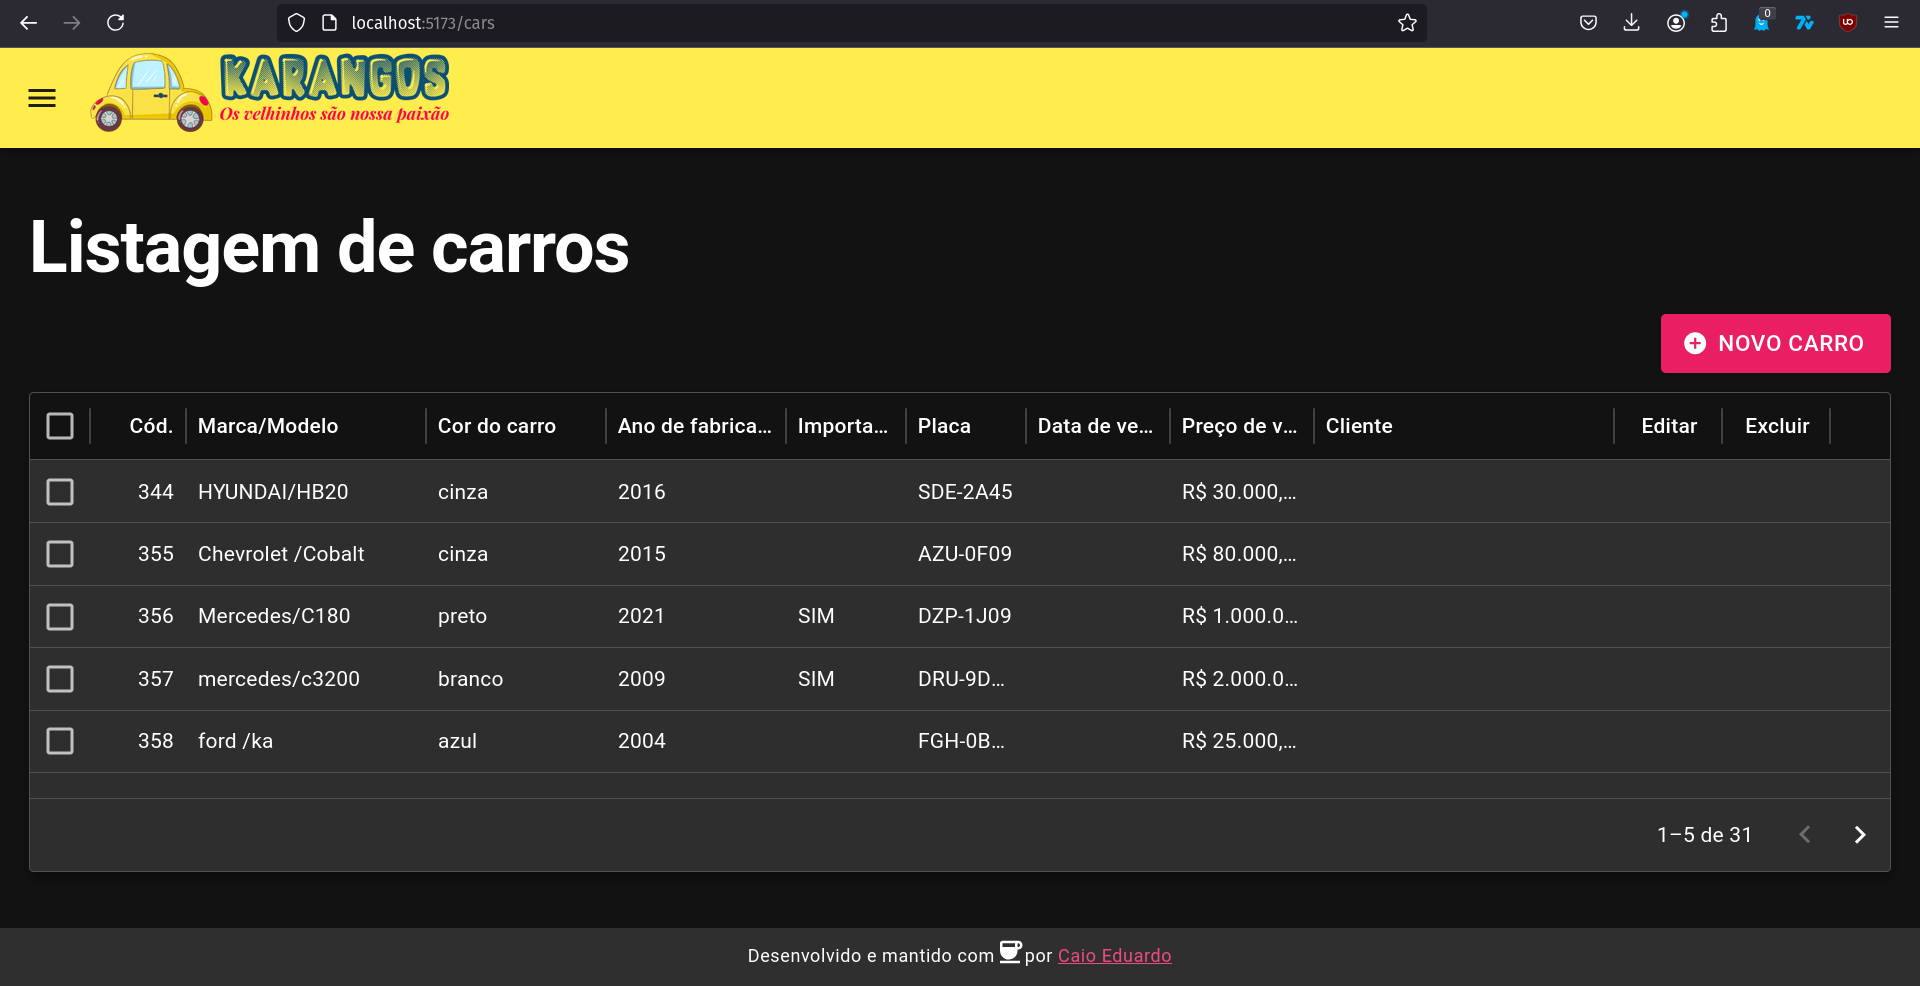 localhost:5173/cars
0
KARANGOS
Os velhinhos são nossa paixão
Listagem de carros
NOVO CARRO
Cód. Marca/Modelo Cor do carro Ano de fabrica... Importa... Placa Data de ve... Preço de v... Cliente Editar Excluir
344 HYUNDAI/HB20 cinza 2016 SDE-2A45 R$ 30.000,...
355 Chevrolet /Cobalt cinza 2015 AZU-0F09 R$ 80.000,...
356 Mercedes/C180 preto 2021 SIM DZP-1J09 R$ 1.000.0...
357 mercedes/c3200 branco 2009 SIM DRU-9D... R$ 2.000.0...
358 ford /ka azul 2004 FGH-0B... R$ 25.000,...
1–5 de 31
Desenvolvido e mantido com por Caio Eduardo